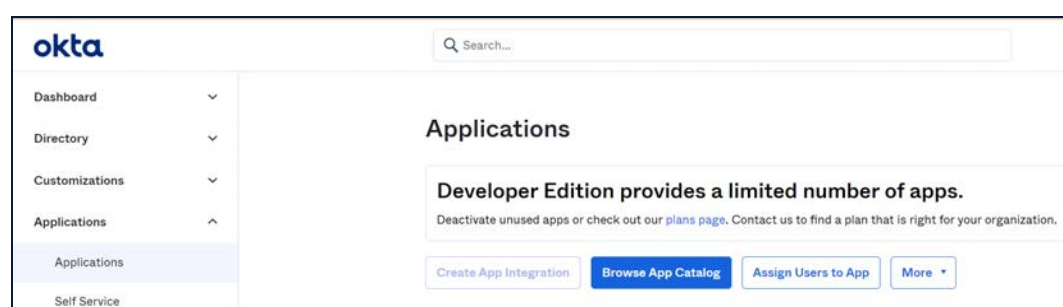 okta
Search...
Dashboard
Directory
Customizations
Applications
Applications
Self Service
Applications
Developer Edition provides a limited number of apps.
Deactivate unused apps or check out our plans page. Contact us to find a plan that is right for your organization.
Create App Integration
Browse App Catalog
Assign Users to App
More